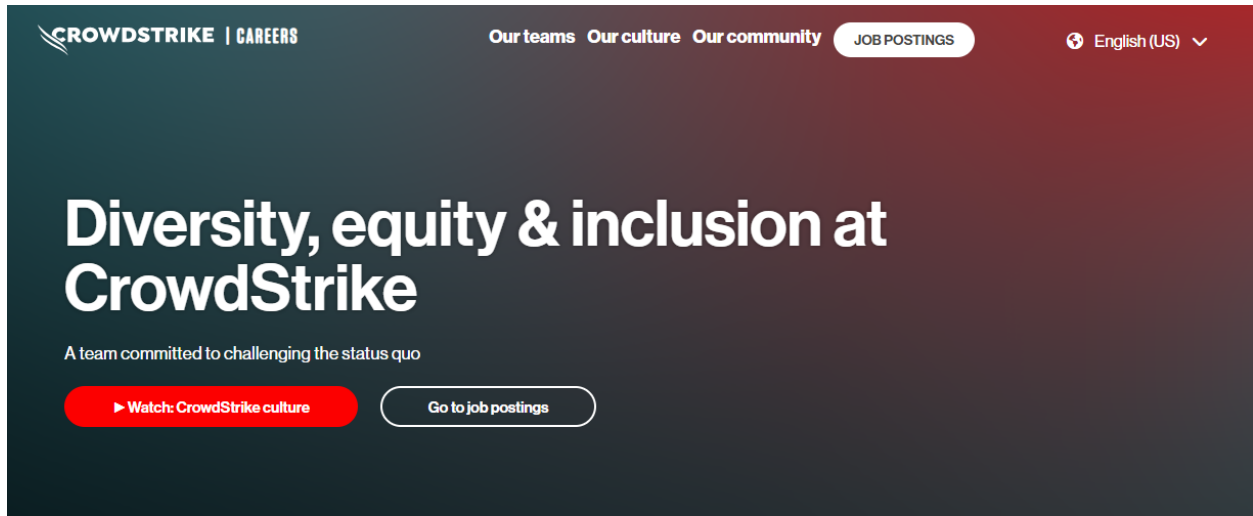 CROWDSTRIKE | CAREERS
Our teams Our culture Our community JOB POSTINGS English (US)
Diversity, equity & inclusion at
CrowdStrike
A team committed to challenging the status quo
Watch: CrowdStrike culture Go to job postings